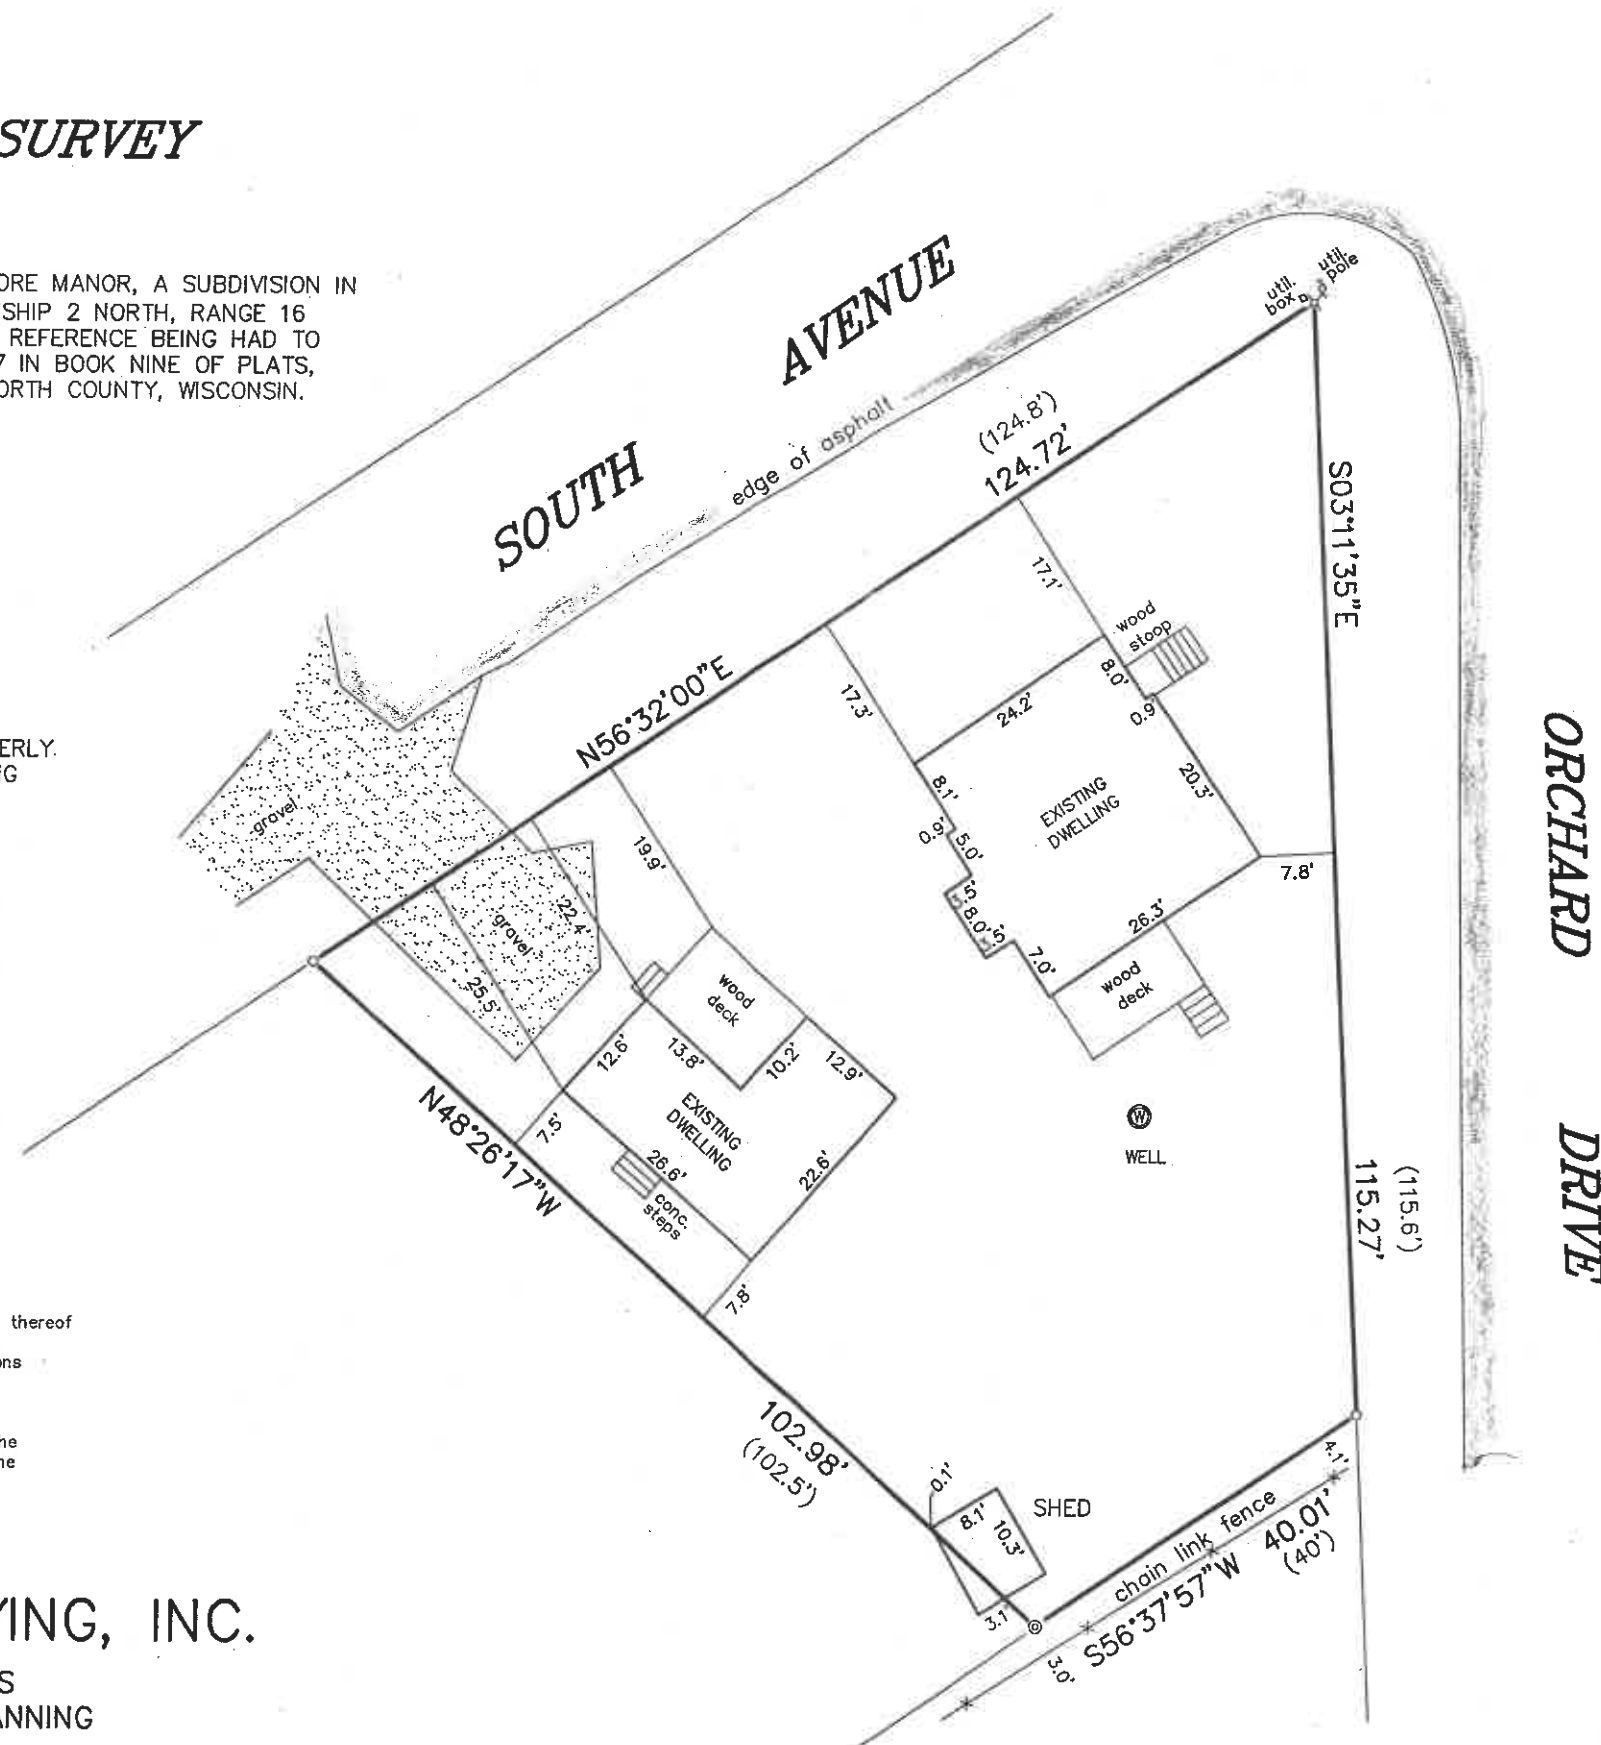 SURVEY
ORE MANOR, A SUBDIVISION IN
SHIP 2 NORTH, RANGE 16
REFERENCE BEING HAD TO
7 IN BOOK NINE OF PLATS,
ORTH COUNTY, WISCONSIN.
SOUTH AVENUE
edge of asphalt
util. box
util. pole
(124.8')
124.72'
N56°32'00"E
S03°11'35"E
17.1'
wood
stoop
8.0'
0.9'
24.2'
17.3'
8.1'
0.9'
5.0'
.5'
8.0'
.5'
7.0'
20.3'
EXISTING
DWELLING
7.8'
26.3'
wood
deck
ORCHARD DRIVE
ERLY.
gravel
19.9'
22.4'
gravel
25.5'
wood
deck
12.6'
13.8'
10.2'
12.9'
EXISTING
DWELLING
7.5'
26.6'
22.6'
conc.
steps
7.8'
N48°26'17"W
W
WELL
(115.6')
115.27'
thereof
ons
he
ne
102.98'
(102.5')
0.1'
8.1'
10.3'
SHED
3.1'
4.1'
chain link fence
40.01'
(40')
S56°37'57"W
3.0'
YING, INC.
S
ANNING